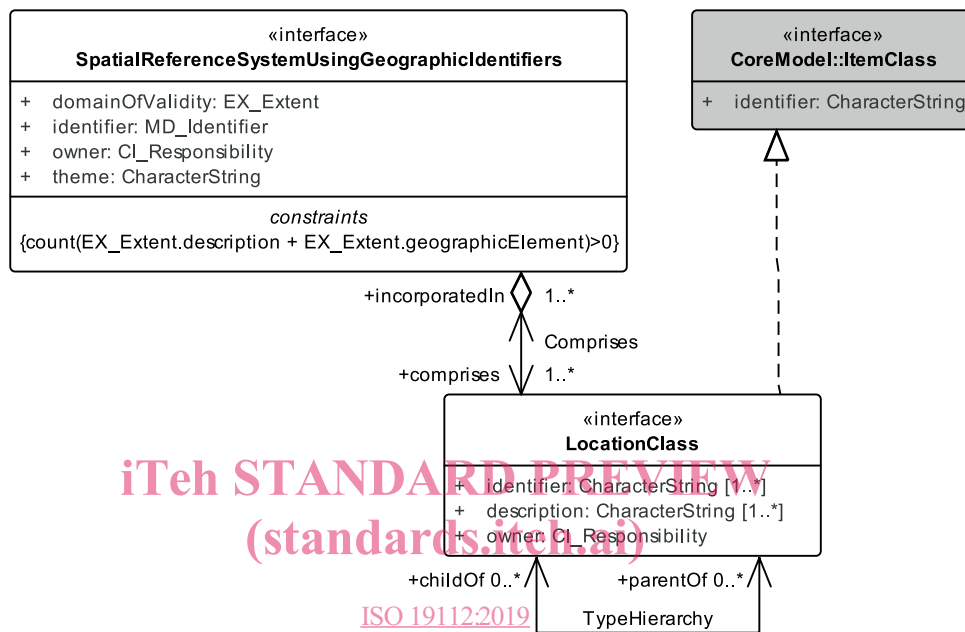 «interface»
SpatialReferenceSystemUsingGeographicIdentifiers
+ domainOfValidity: EX_Extent
+ identifier: MD_Identifier
+ owner: CI_Responsibility
+ theme: CharacterString
constraints
{count(EX_Extent.description + EX_Extent.geographicElement)>0}
«interface»
CoreModel::ItemClass
+ identifier: CharacterString
+incorporatedIn 1..*
Comprises
+comprises 1..*
«interface»
LocationClass
+ identifier: CharacterString [1..*]
+ description: CharacterString [1..*]
+ owner: CI_Responsibility
iTeh STANDARD PREVIEW
(standards.iteh.ai)
+childOf 0..* +parentOf 0..*
ISO 19112:2019
TypeHierarchy